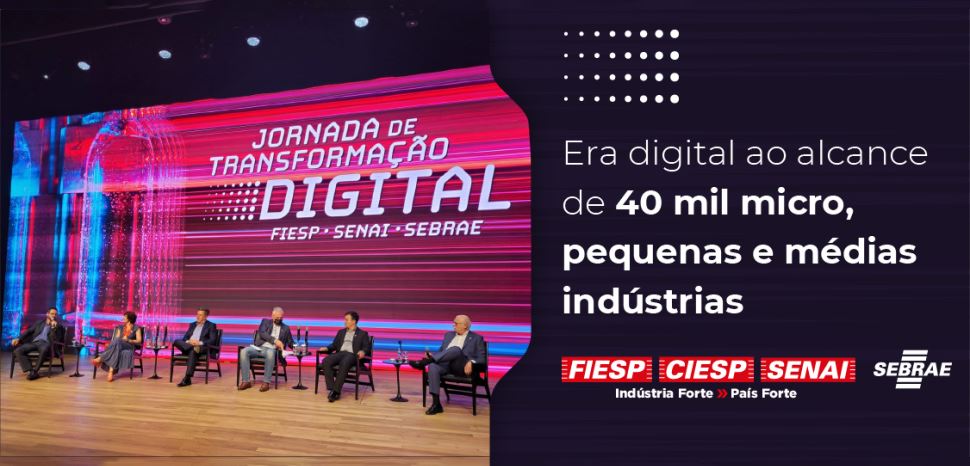 JORNADA DE
TRANSFORMAÇÃO
DIGITAL
FIESP · SENAI · SEBRAE
Era digital ao alcance
de 40 mil micro,
pequenas e médias
indústrias
FIESP CIESP SENAI SEBRAE
Indústria Forte >> País Forte